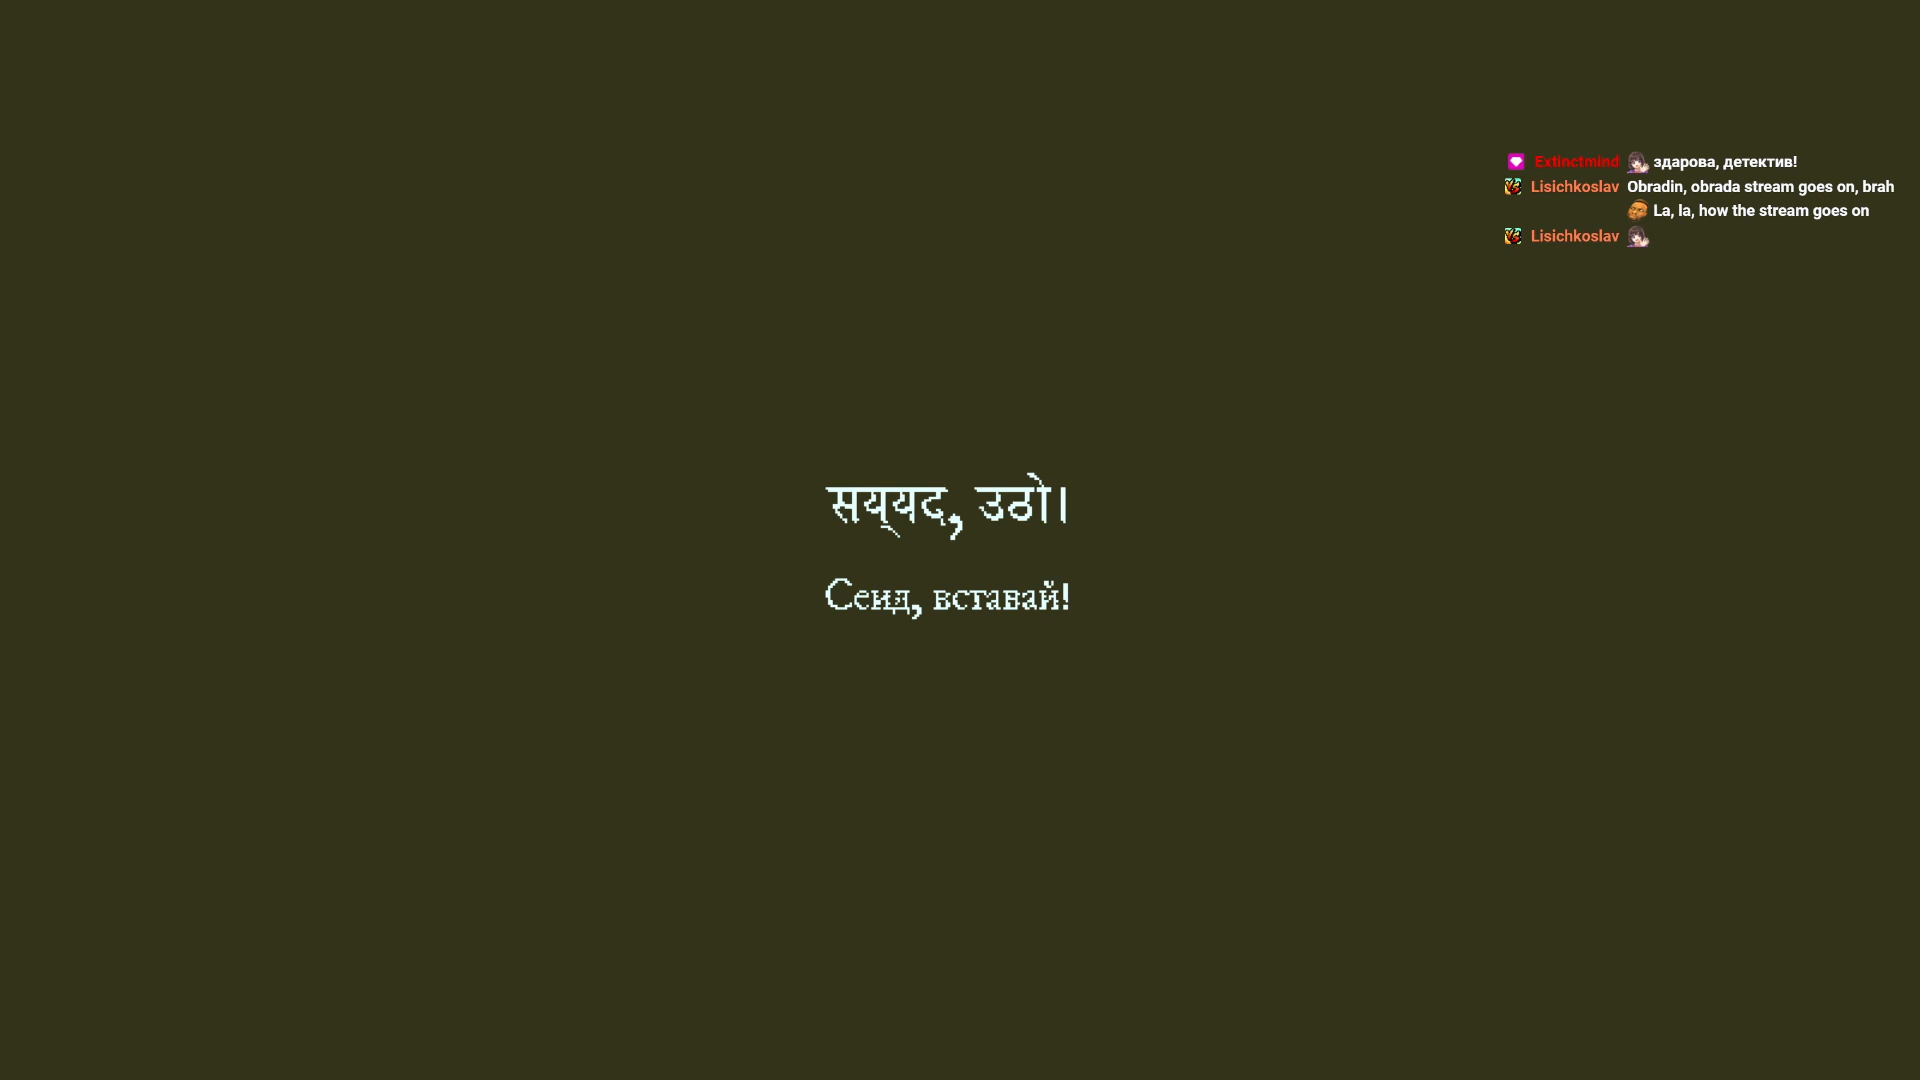 सय्यद, उठो।
Сеид, вставай!
Extinctmind здарова, детектив!
Lisichkoslav Obradin, obrada stream goes on, brah
La, la, how the stream goes on
Lisichkoslav